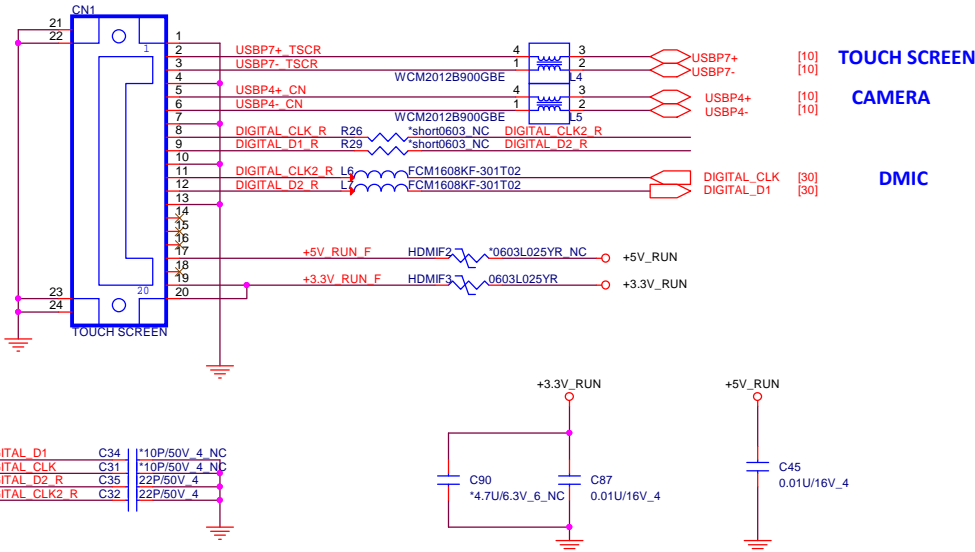 CN1
21
22
1
1
2 USBP7+_TSCR 4 3 USBP7+ [10] TOUCH SCREEN
3 USBP7-_TSCR 1 2 USBP7- [10]
4 WCM2012B900GBE L4
5 USBP4+_CN 4 3 USBP4+ [10] CAMERA
6 USBP4-_CN 1 2 USBP4- [10]
7 WCM2012B900GBE L5
8 DIGITAL_CLK_R R26 *short0603_NC DIGITAL_CLK2_R
9 DIGITAL_D1_R R29 *short0603_NC DIGITAL_D2_R
10
11 DIGITAL_CLK2_R L6 FCM1608KF-301T02 DIGITAL_CLK [30] DMIC
12 DIGITAL_D2_R L7 FCM1608KF-301T02 DIGITAL_D1 [30]
13
14
15
16
17 +5V_RUN_F HDMIF2 *0603L025YR_NC +5V_RUN
18
19 +3.3V_RUN_F HDMIF3 0603L025YR +3.3V_RUN
23 20 20
24
TOUCH SCREEN
+3.3V_RUN +5V_RUN
GITAL_D1 C34 *10P/50V_4_NC
GITAL_CLK C31 *10P/50V_4_NC
GITAL_D2_R C35 22P/50V_4
GITAL_CLK2_R C32 22P/50V_4
C90 C87 C45
*4.7U/6.3V_6_NC 0.01U/16V_4 0.01U/16V_4